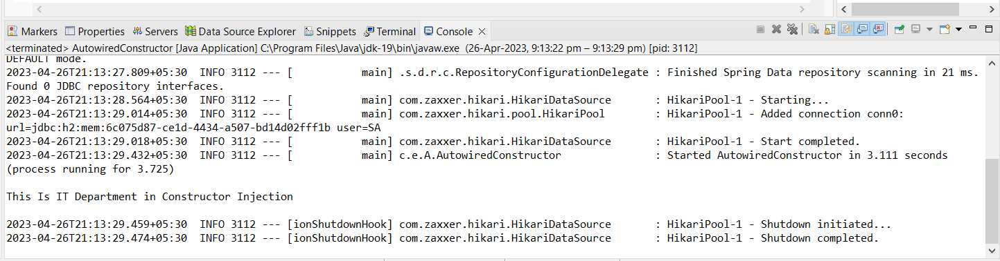 Markers Properties Servers Data Source Explorer Snippets Terminal Console
<terminated> AutowiredConstructor [Java Application] C:\Program Files\Java\jdk-19\bin\javaw.exe (26-Apr-2023, 9:13:22 pm – 9:13:29 pm) [pid: 3112]
DEFAULT mode.
2023-04-26T21:13:27.809+05:30  INFO 3112 --- [           main] .s.d.r.c.RepositoryConfigurationDelegate : Finished Spring Data repository scanning in 21 ms.
Found 0 JDBC repository interfaces.
2023-04-26T21:13:28.564+05:30  INFO 3112 --- [           main] com.zaxxer.hikari.HikariDataSource       : HikariPool-1 - Starting...
2023-04-26T21:13:29.014+05:30  INFO 3112 --- [           main] com.zaxxer.hikari.pool.HikariPool        : HikariPool-1 - Added connection conn0:
url=jdbc:h2:mem:6c075d87-ce1d-4434-a507-bd14d02fff1b user=SA
2023-04-26T21:13:29.018+05:30  INFO 3112 --- [           main] com.zaxxer.hikari.HikariDataSource       : HikariPool-1 - Start completed.
2023-04-26T21:13:29.432+05:30  INFO 3112 --- [           main] c.e.A.AutowiredConstructor               : Started AutowiredConstructor in 3.111 seconds
(process running for 3.725)
This Is IT Department in Constructor Injection
2023-04-26T21:13:29.459+05:30  INFO 3112 --- [ionShutdownHook] com.zaxxer.hikari.HikariDataSource       : HikariPool-1 - Shutdown initiated...
2023-04-26T21:13:29.474+05:30  INFO 3112 --- [ionShutdownHook] com.zaxxer.hikari.HikariDataSource       : HikariPool-1 - Shutdown completed.